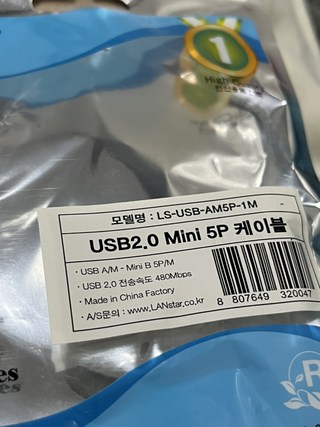 1
High
모델명 : LS-USB-AM5P-1M
USB2.0 Mini 5P 케이블
· USB A/M - Mini B 5P/M
· USB 2.0 전송속도 480Mbps
· Made in China Factory
· A/S문의 : www.LANstar.co.kr
8 807649 320047
R
es